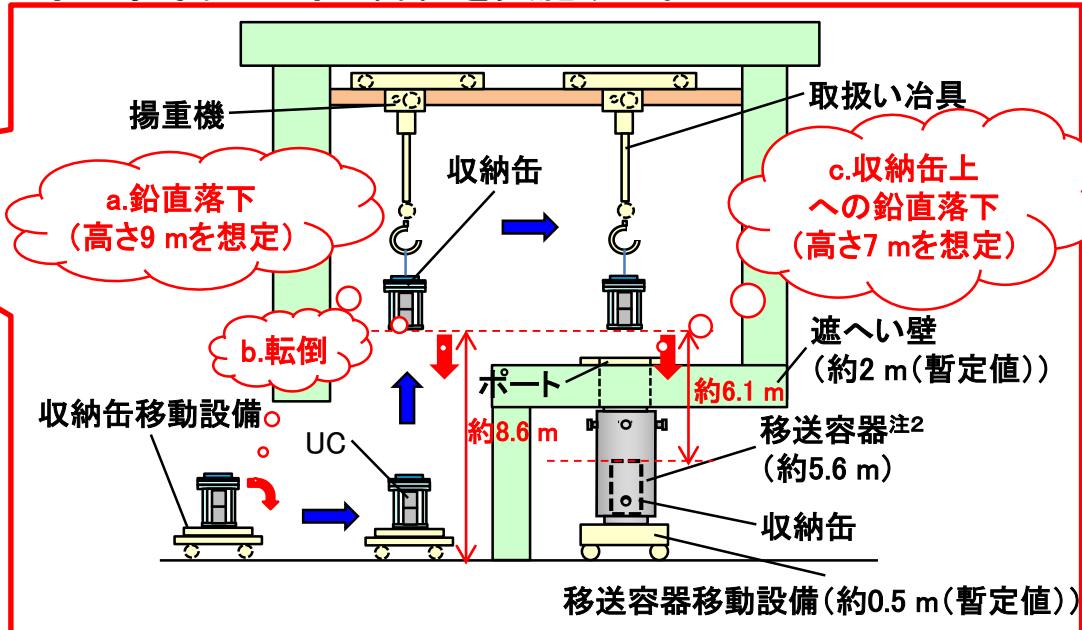 揚重機
取扱い冶具
a.鉛直落下
(高さ9 mを想定)
収納缶
c.収納缶上
への鉛直落下
(高さ7 mを想定)
b.転倒
遮へい壁
(約2 m(暫定値))
ポート
約6.1 m
収納缶移動設備
UC
約8.6 m
移送容器注2
(約5.6 m)
収納缶
移送容器移動設備(約0.5 m(暫定値))